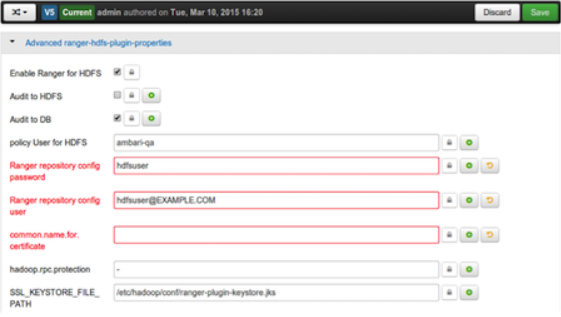 V5 Current admin authored on Tue, Mar 10, 2015 16:20 Discard Save
Advanced ranger-hdfs-plugin-properties
Enable Ranger for HDFS
Audit to HDFS
Audit to DB
policy User for HDFS ambari-qa
Ranger repository config hdfsuser
password
Ranger repository config hdfsuser@EXAMPLE.COM
user
common.name.for.
certificate
hadoop.rpc.protection -
SSL_KEYSTORE_FILE_ /etc/hadoop/conf/ranger-plugin-keystore.jks
PATH